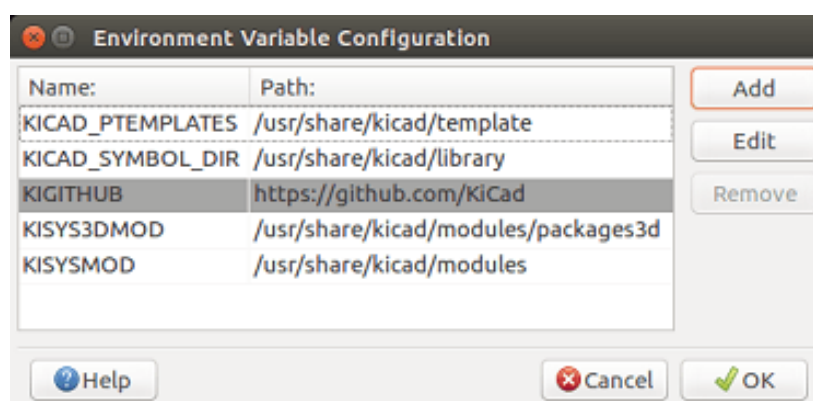 Environment Variable Configuration
Name: Path:
KICAD_PTEMPLATES /usr/share/kicad/template
KICAD_SYMBOL_DIR /usr/share/kicad/library
KIGITHUB https://github.com/KiCad
KISYS3DMOD /usr/share/kicad/modules/packages3d
KISYSMOD /usr/share/kicad/modules
Add
Edit
Remove
Help Cancel OK